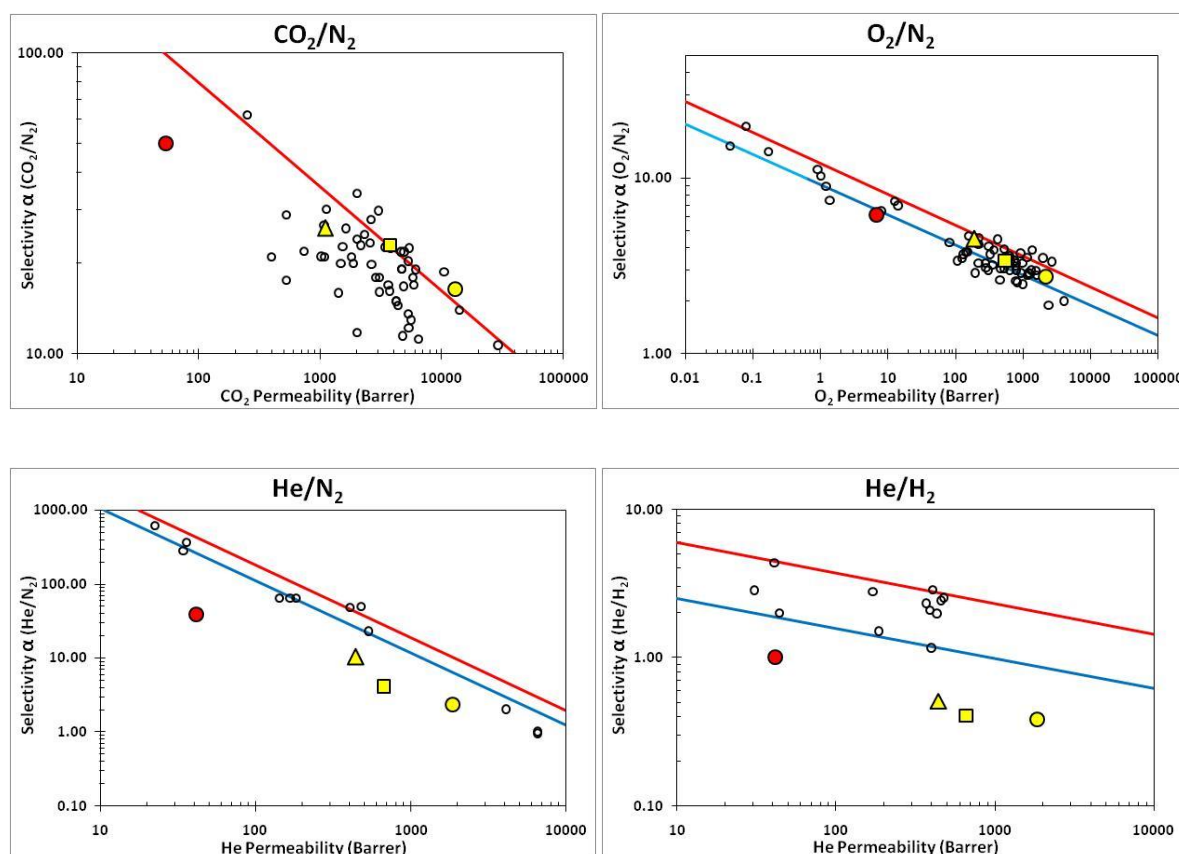 CO₂/N₂
Selectivity α (CO₂/N₂)
100.00
10.00
10 100 1000 10000 100000
CO₂ Permeability (Barrer)
O₂/N₂
Selectivity α (O₂/N₂)
10.00
1.00
0.01 0.1 1 10 100 1000 10000 100000
O₂ Permeability (Barrer)
He/N₂
Selectivity α (He/N₂)
1000.00
100.00
10.00
1.00
0.10
10 100 1000 10000
He Permeability (Barrer)
He/H₂
Selectivity α (He/H₂)
10.00
1.00
0.10
10 100 1000 10000
He Permeability (Barrer)